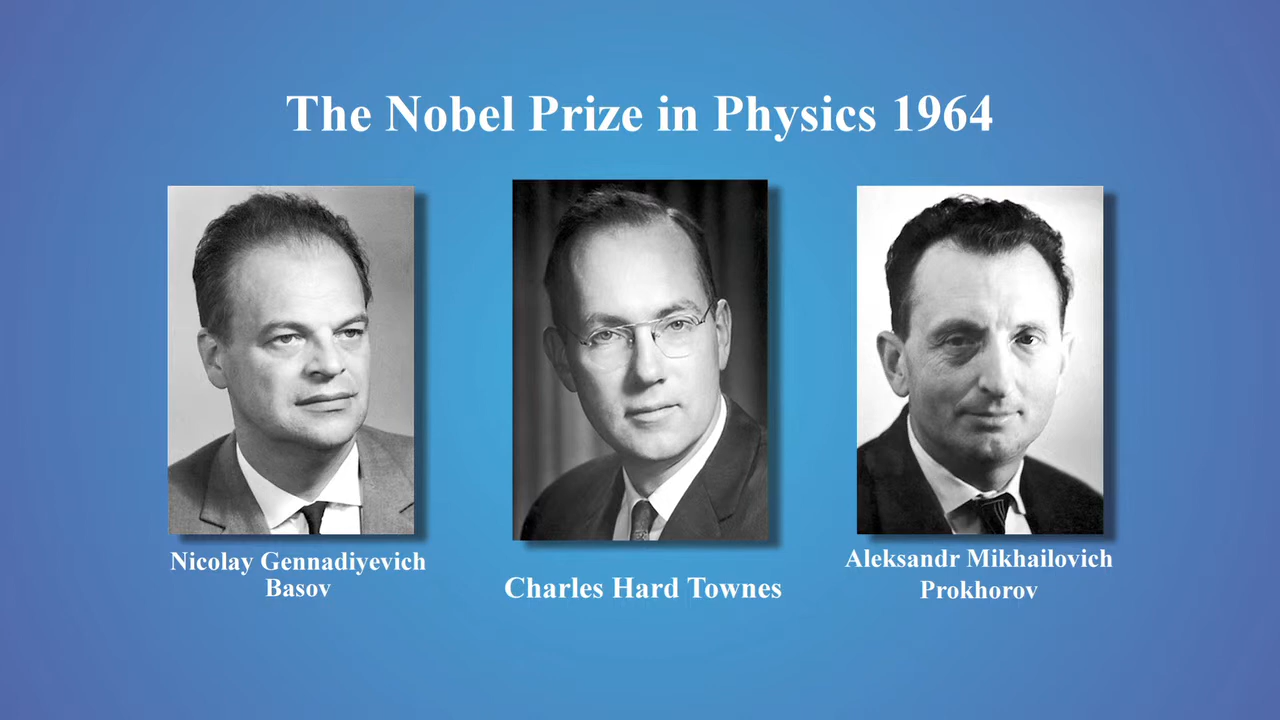 The Nobel Prize in Physics 1964
Nicolay Gennadiyevich
Basov
Charles Hard Townes
Aleksandr Mikhailovich
Prokhorov